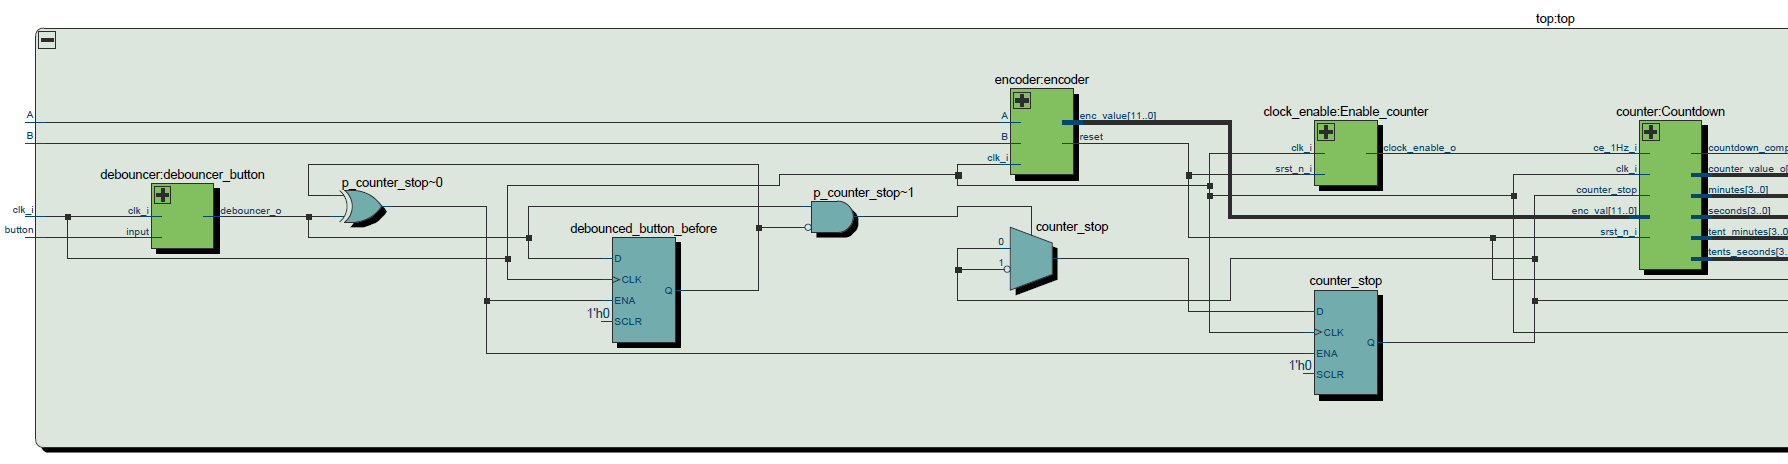 top:top
A
B
clk_i
button
debouncer:debouncer_button
clk_i
input
debouncer_o
p_counter_stop~0
debounced_button_before
D
CLK
ENA
SCLR
Q
1'h0
p_counter_stop~1
encoder:encoder
A
B
clk_i
enc_value[11..0]
reset
counter_stop
0
1
clock_enable:Enable_counter
clk_i
srst_n_i
clock_enable_o
counter_stop
D
CLK
ENA
SCLR
Q
1'h0
counter:Countdown
ce_1Hz_i
clk_i
counter_stop
enc_val[11..0]
srst_n_i
countdown_comp
counter_value_o[
minutes[3..0]
seconds[3..0]
tent_minutes[3..0
tents_seconds[3.